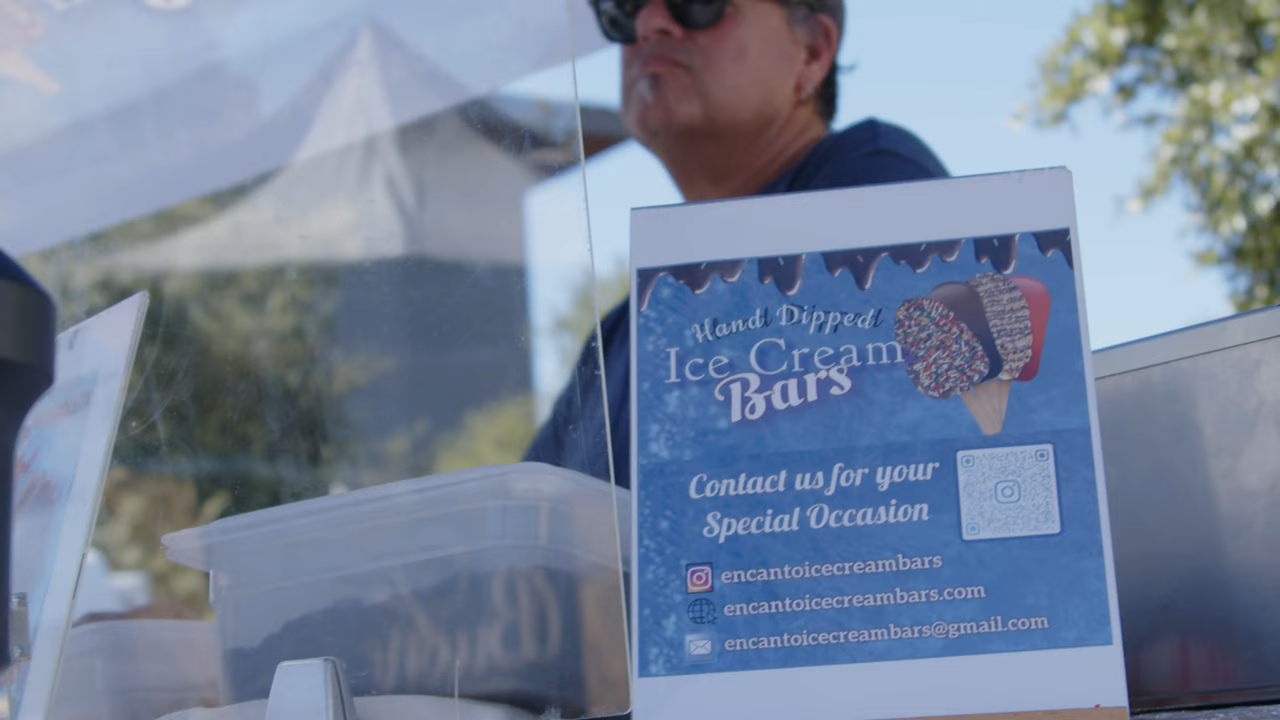 Hand Dipped
Ice Cream
Bars
Contact us for your
Special Occasion
encantoicecreambars
encantoicecreambars.com
encantoicecreambars@gmail.com